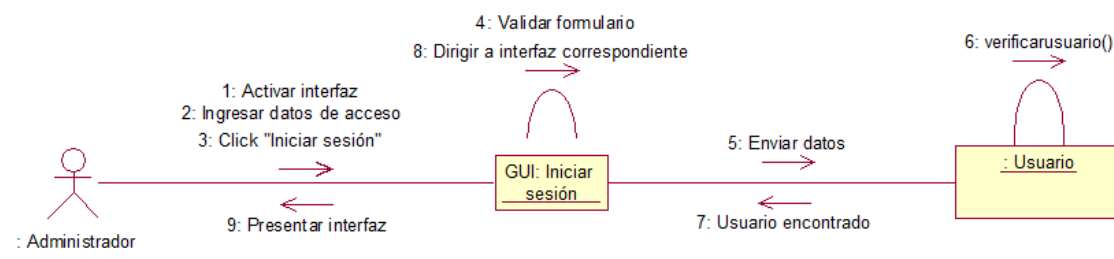 4: Validar formulario
8: Dirigir a interfaz correspondiente
6: verificarusuario()
1: Activar interfaz
2: Ingresar datos de acceso
3: Click "Iniciar sesión"
5: Enviar datos
GUI: Iniciar
sesión
: Usuario
9: Presentar interfaz
7: Usuario encontrado
: Administrador